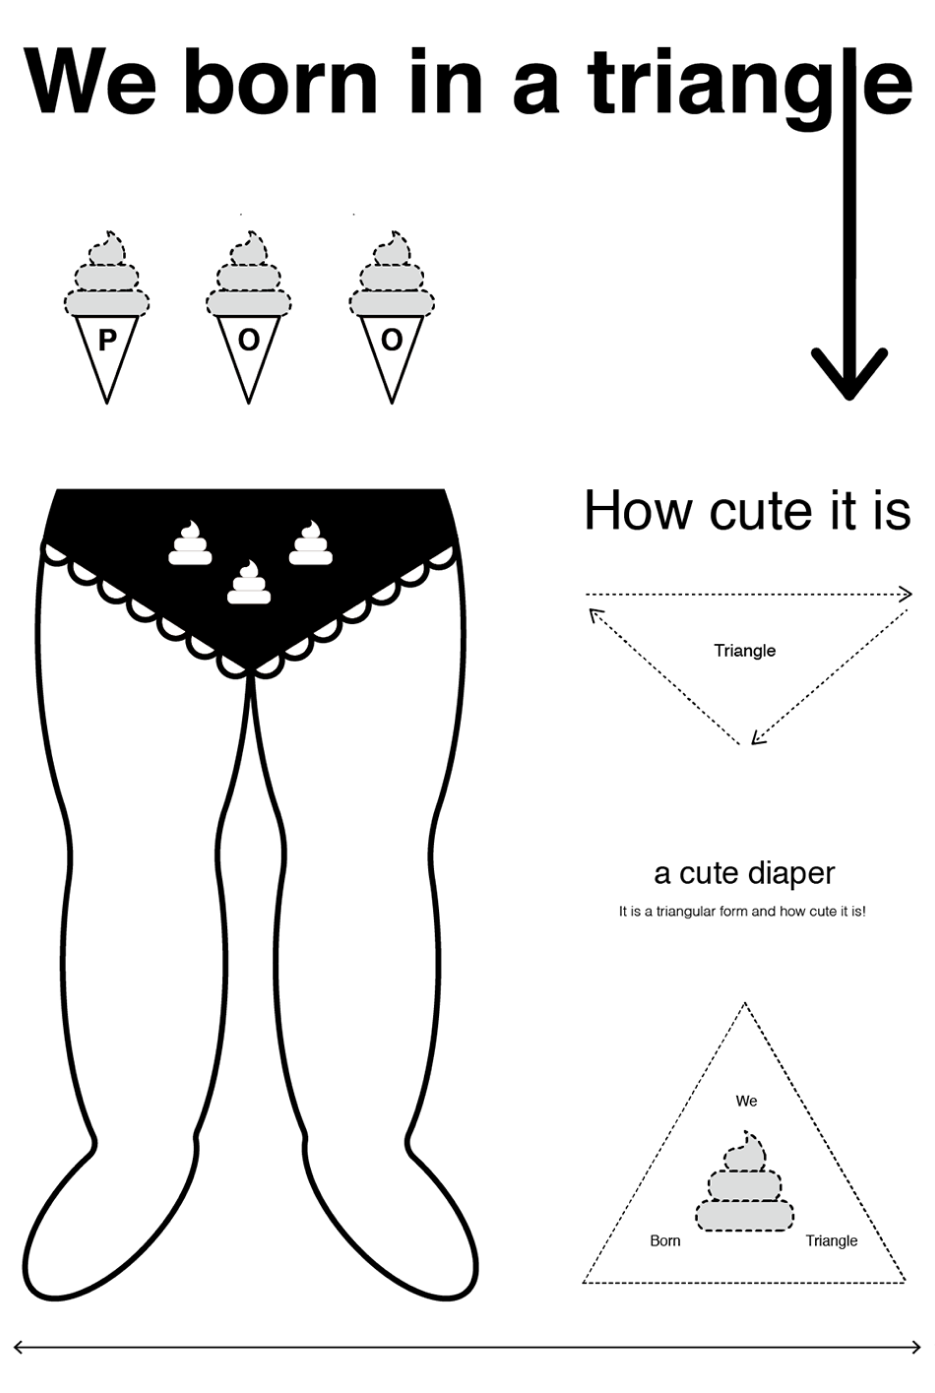 We born in a triangle
P O O
How cute it is
Triangle
a cute diaper
It is a triangular form and how cute it is!
We
Born Triangle